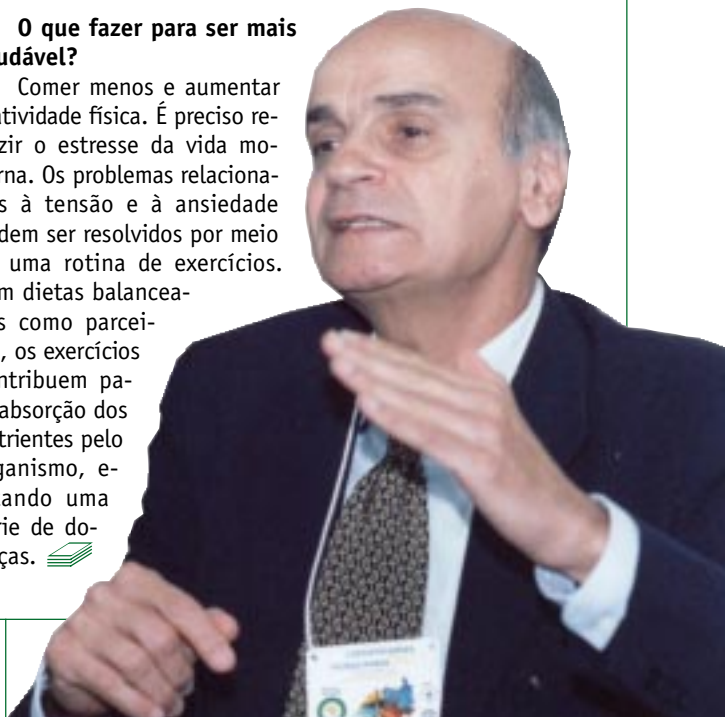 O que fazer para ser mais
udável?
Comer menos e aumentar
atividade física. É preciso re-
zir o estresse da vida mo-
rna. Os problemas relaciona-
s à tensão e à ansiedade
dem ser resolvidos por meio
uma rotina de exercícios.
m dietas balancea-
s como parcei-
, os exercícios
ntribuem pa-
absorção dos
trientes pelo
ganismo, e-
ando uma
rie de do-
ças.